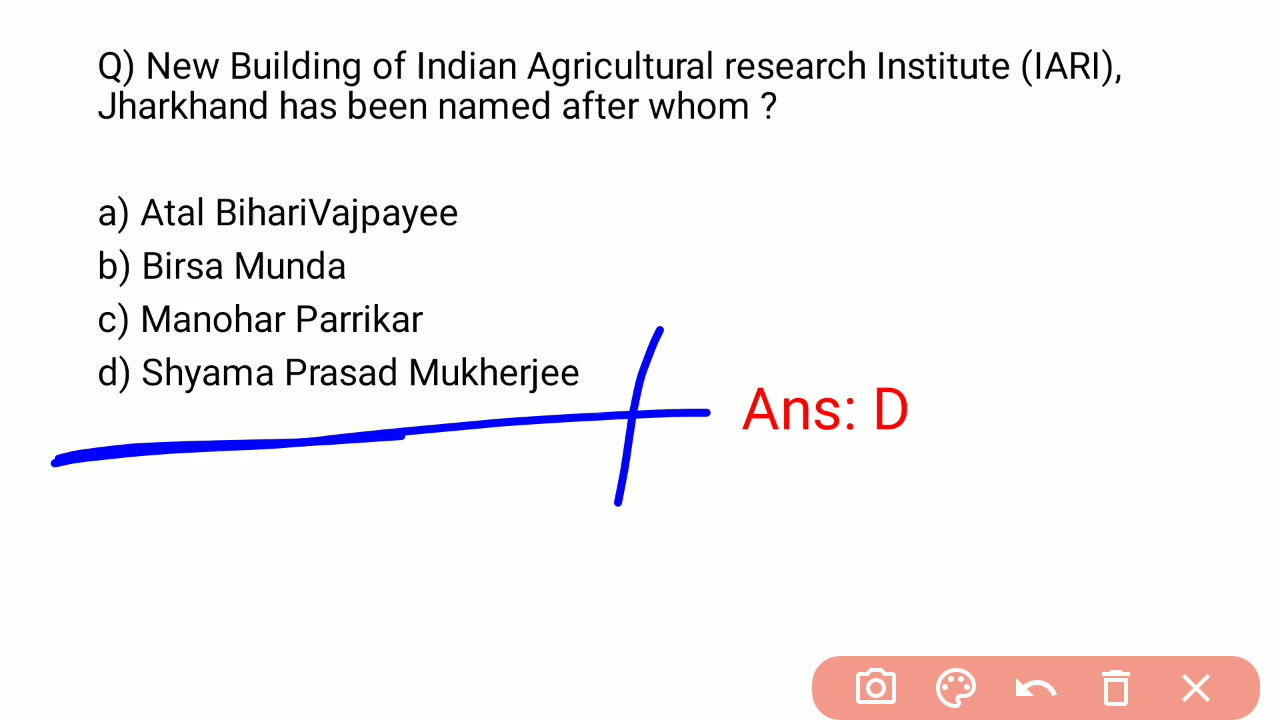 Q) New Building of Indian Agricultural research Institute (IARI),
Jharkhand has been named after whom ?
a) Atal BihariVajpayee
b) Birsa Munda
c) Manohar Parrikar
d) Shyama Prasad Mukherjee
Ans: D